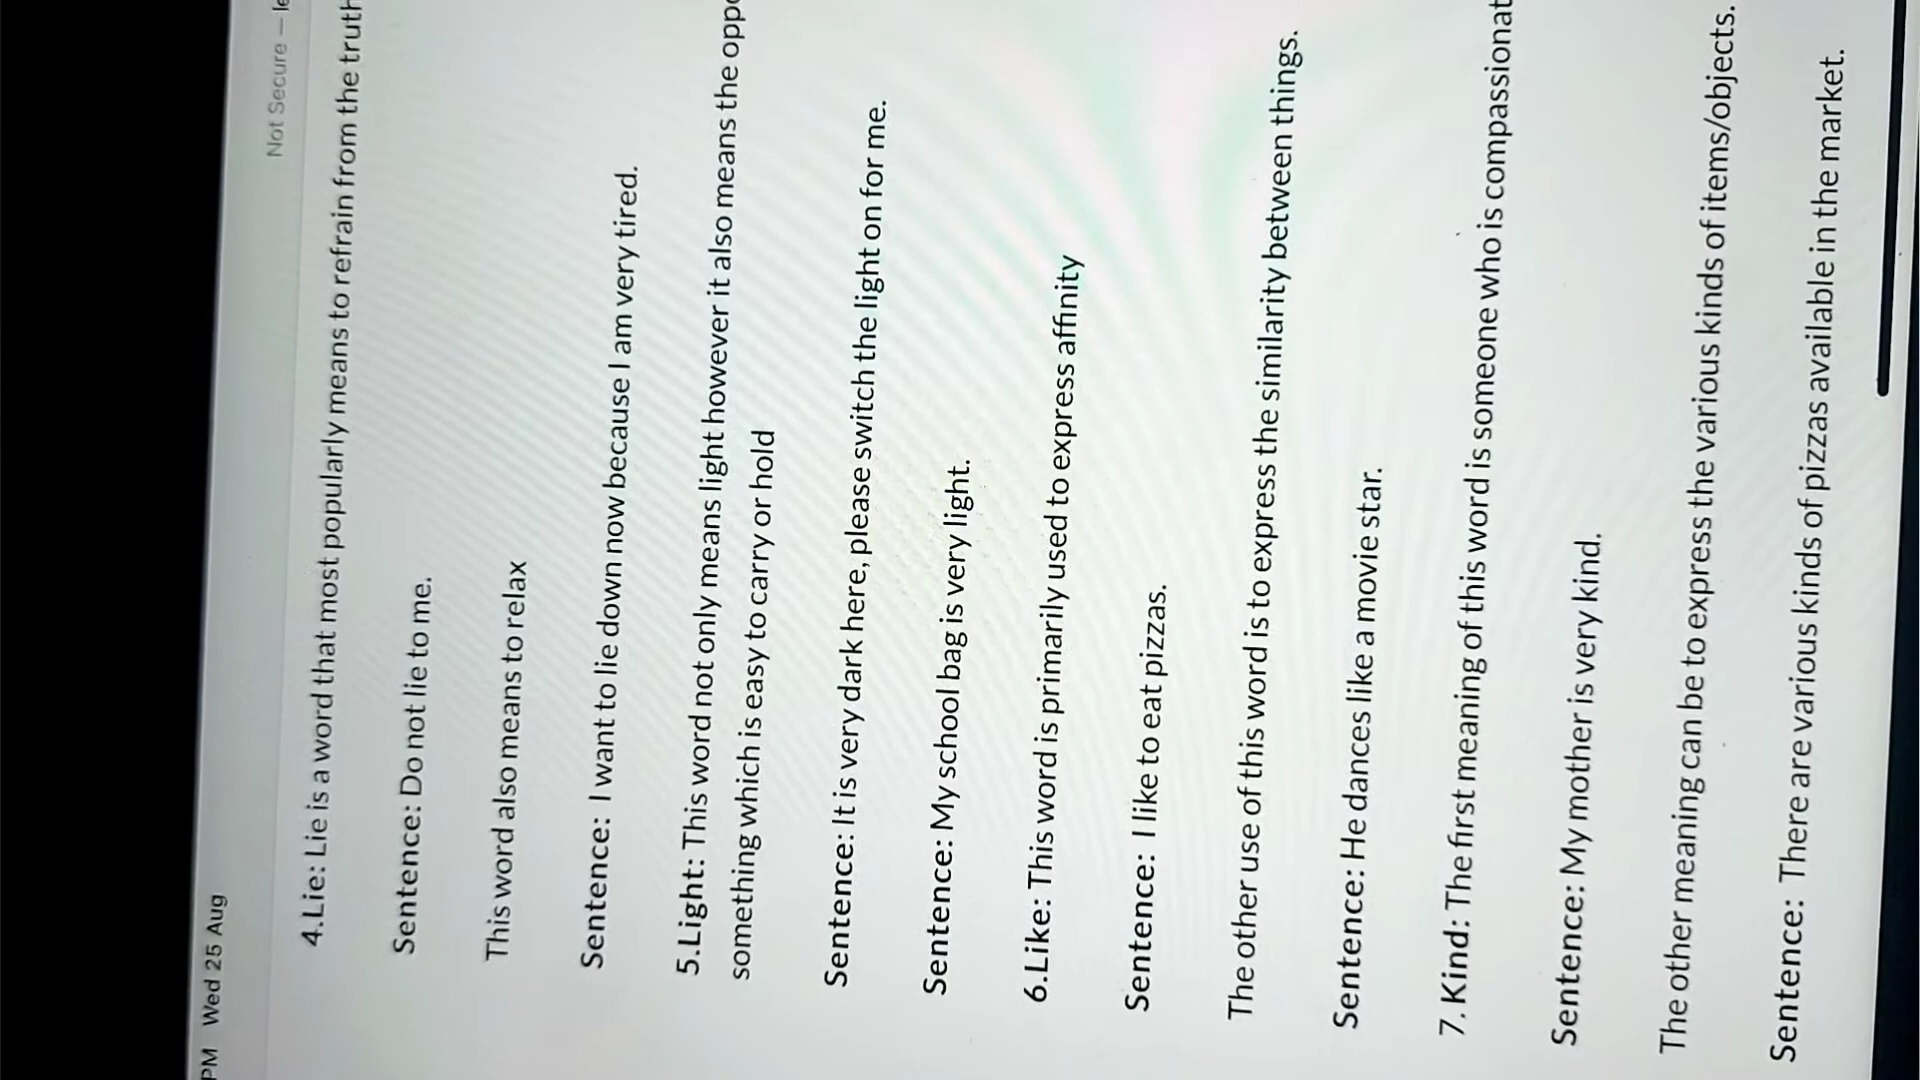 PM Wed 25 Aug
Not Secure —
4.Lie: Lie is a word that most popularly means to refrain from the truth
Sentence: Do not lie to me.
This word also means to relax
Sentence: I want to lie down now because I am very tired.
5.Light: This word not only means light however it also means the
something which is easy to carry or hold
Sentence: It is very dark here, please switch the light on for me.
Sentence: My school bag is very light.
6.Like: This word is primarily used to express affinity
Sentence: I like to eat pizzas.
The other use of this word is to express the similarity between things.
Sentence: He dances like a movie star.
7. Kind: The first meaning of this word is someone who is
Sentence: My mother is very kind.
The other meaning can be to express the various kinds of items/objects.
Sentence: There are various kinds of pizzas available in the market.